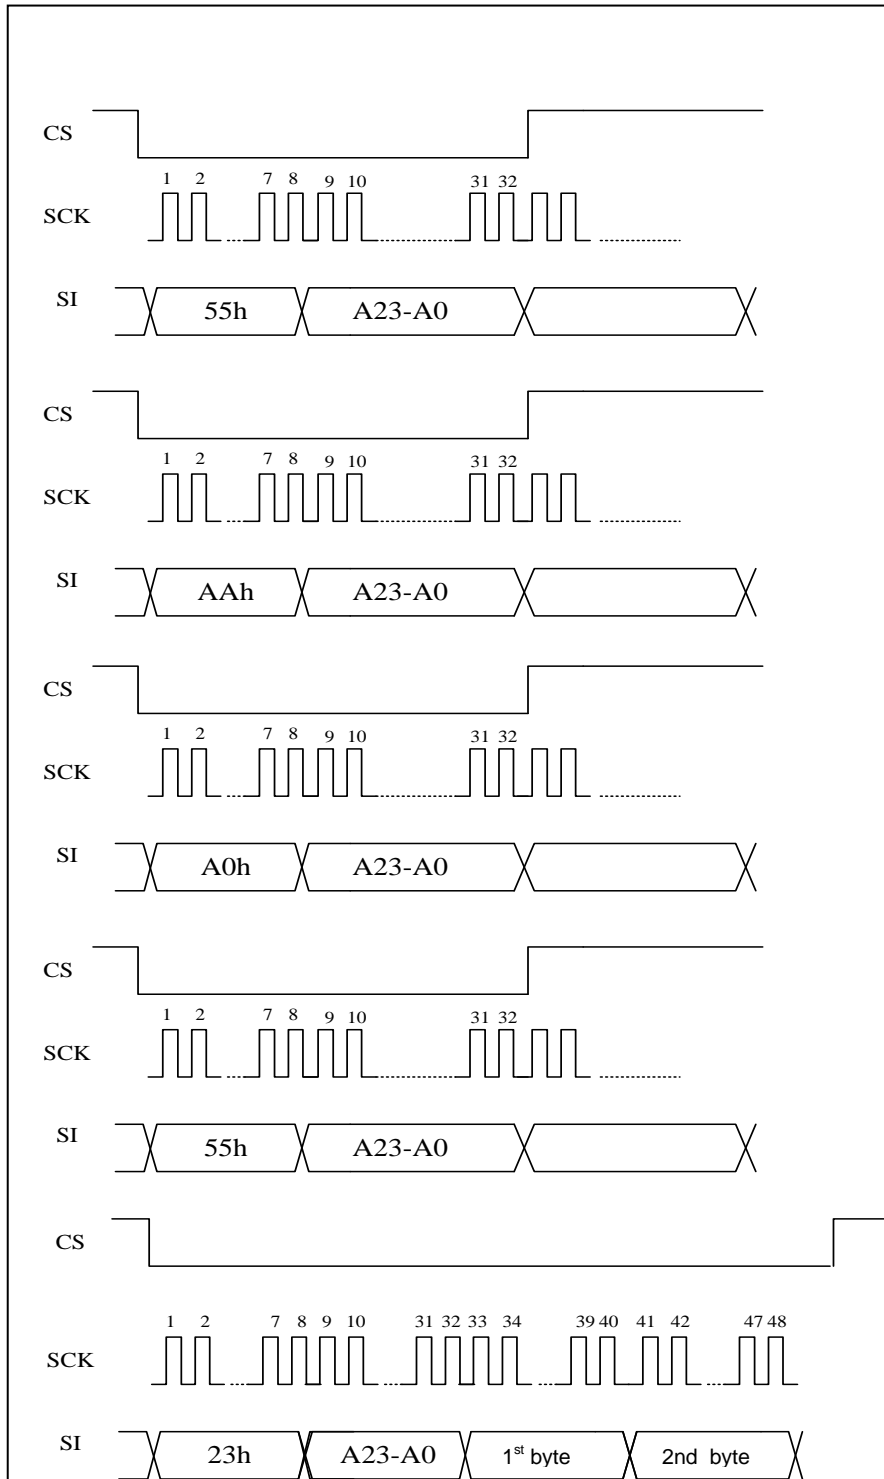 CS
1 2 7 8 9 10 31 32
SCK
SI 55h A23-A0
CS
1 2 7 8 9 10 31 32
SCK
SI AAh A23-A0
CS
1 2 7 8 9 10 31 32
SCK
SI A0h A23-A0
CS
1 2 7 8 9 10 31 32
SCK
SI 55h A23-A0
CS
1 2 7 8 9 10 31 32 33 34 39 40 41 42 47 48
SCK
SI 23h A23-A0 1st byte 2nd byte